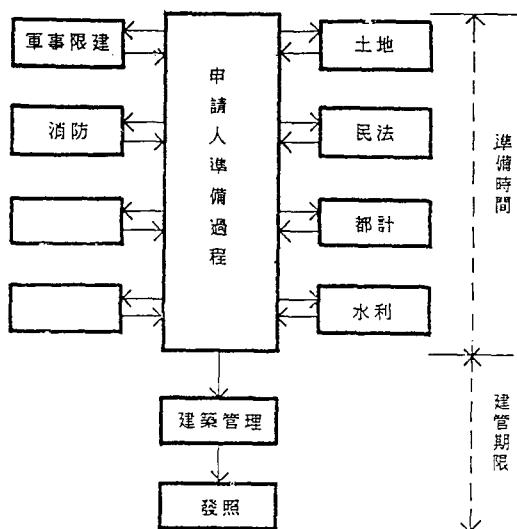 軍事限建
土地
申請人準備過程
消防
民法
準備時間
都計
水利
建築管理
建管期限
發照